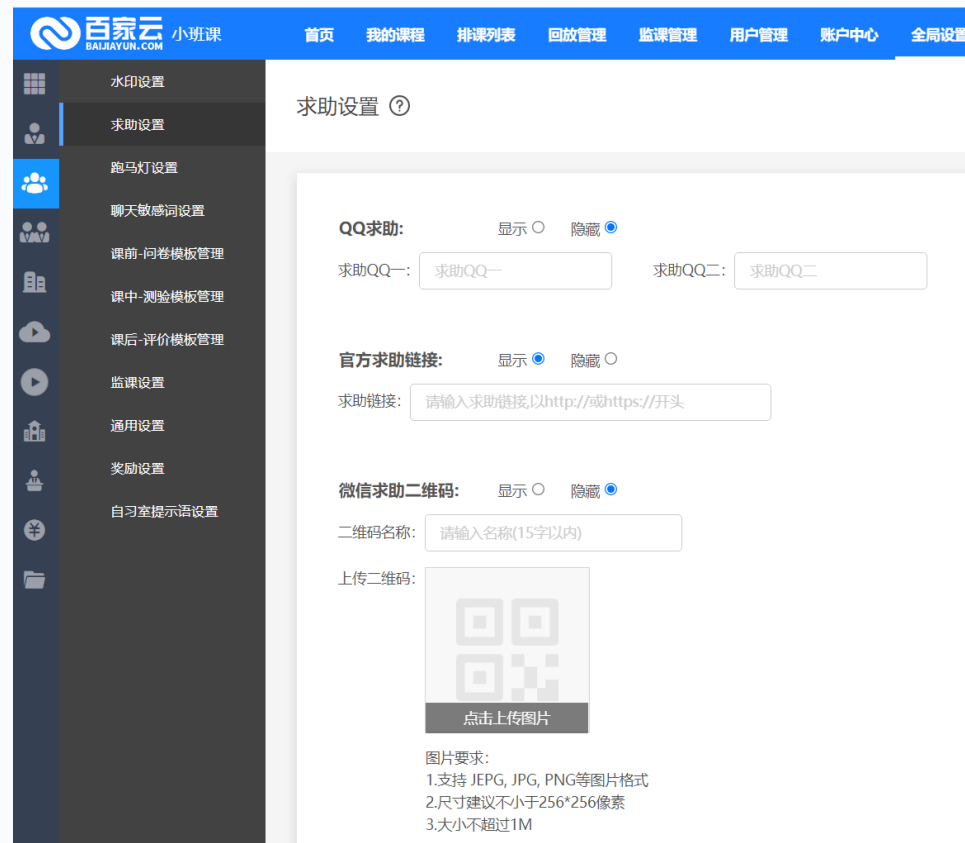 百家云 小班课
BAIJIAYUN.COM
首页 我的课程 排课列表 回放管理 监课管理 用户管理 账户中心 全局设置
水印设置
求助设置
跑马灯设置
聊天敏感词设置
课前-问卷模板管理
课中-测验模板管理
课后-评价模板管理
监课设置
通用设置
奖励设置
自习室提示语设置
求助设置 ?
QQ求助: 显示 隐藏
求助QQ一: 求助QQ一 求助QQ二: 求助QQ二
官方求助链接: 显示 隐藏
求助链接: 请输入求助链接,以http://或https://开头
微信求助二维码: 显示 隐藏
二维码名称: 请输入名称(15字以内)
上传二维码:
点击上传图片
图片要求:
1.支持 JEPG, JPG, PNG等图片格式
2.尺寸建议不小于256*256像素
3.大小不超过1M